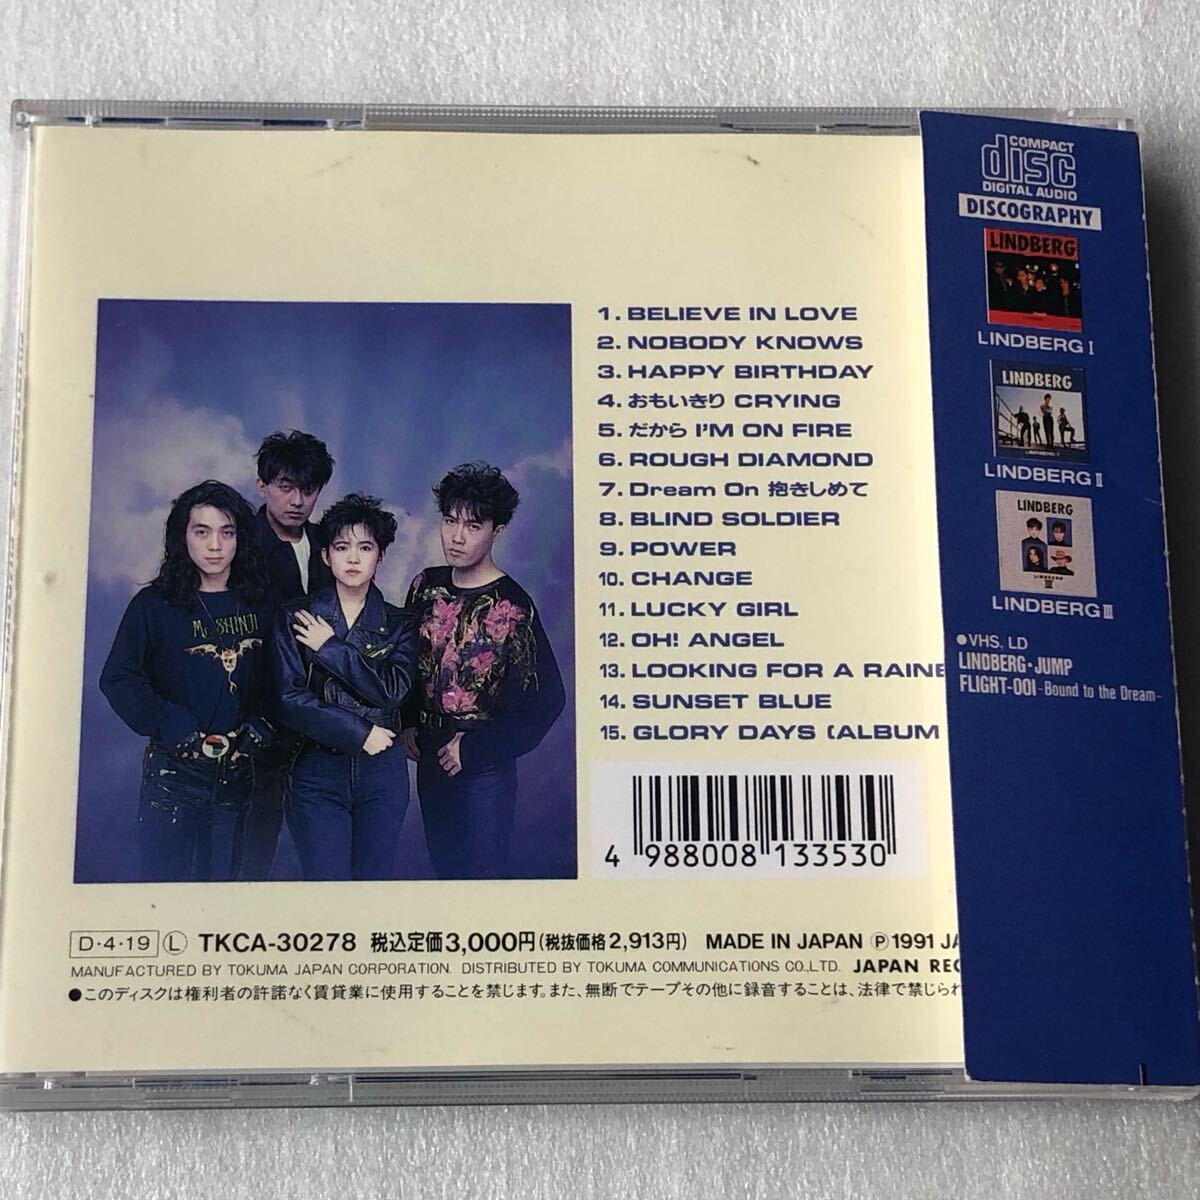 1. BELIEVE IN LOVE
2. NOBODY KNOWS
3. HAPPY BIRTHDAY
4. おもいきり CRYING
5. だから I'M ON FIRE
6. ROUGH DIAMOND
7. Dream On 抱きしめて
8. BLIND SOLDIER
9. POWER
10. CHANGE
11. LUCKY GIRL
12. OH! ANGEL
13. LOOKING FOR A RAINB
14. SUNSET BLUE
15. GLORY DAYS (ALBUM
Mr. SHINJI
4 988008 133530
D・4・19 Ⓛ TKCA-30278 税込定価3,000円(税抜価格2,913円) MADE IN JAPAN Ⓟ1991 JA
MANUFACTURED BY TOKUMA JAPAN CORPORATION. DISTRIBUTED BY TOKUMA COMMUNICATIONS CO.,LTD. JAPAN REC
●このディスクは権利者の許諾なく賃貸業に使用することを禁じます。また、無断でテープその他に録音することは、法律で禁じられ
COMPACT
disc
DIGITAL AUDIO
DISCOGRAPHY
LINDBERG
LINDBERG Ⅰ
LINDBERG
LINDBERG Ⅱ
LINDBERG
LINDBERG
Ⅲ
LINDBERG Ⅲ
●VHS, LD
LINDBERG・JUMP
FLIGHT-001 -Bound to the Dream-